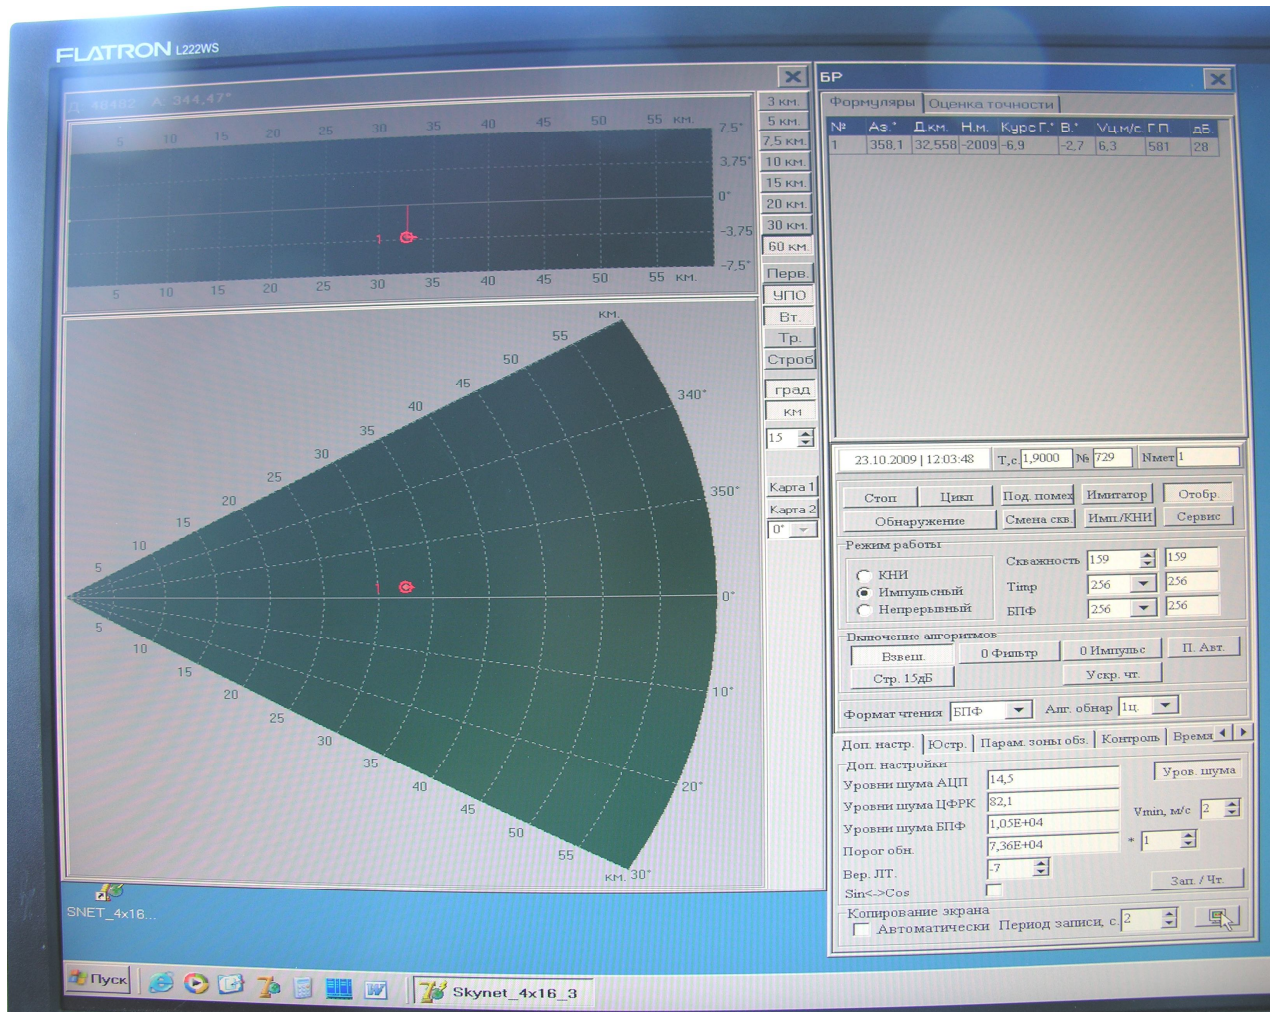 FLATRON L222WS
Д: 48482 А: 344,47°
5 10 15 20 25 30 35 40 45 50 55 км.
7.5°
3,75°
0°
-3,75
-7,5°
1
5 10 15 20 25 30 35 40 45 50 55 км.
км.
55
50
45
40
35
30
25
20
15
10
5
340°
350°
0°
10°
20°
км. 30°
1
5
10
15
20
25
30
35
40
45
50
55
3 км.
5 км.
7,5 км.
10 км.
15 км.
20 км.
30 км.
60 км.
Перв.
УПО
Вт.
Тр.
Строб
град
км
15
Карта 1
Карта 2
0°
БР
Формуляры Оценка точности
№ Аз.° Д.км. Н.м. Курс Г.° В.° Vц.м/с Г.П. дБ.
1 358,1 32,558 -2009 -6,9 -2,7 6,3 581 28
23.10.2009 | 12:03:48 Т,с. 1,9000 № 729 Nмет 1
Стоп Цикл Под. помех Имитатор Отобр.
Обнаружение Смена скв. Имп./КНИ Сервис
Режим работы
КНИ
Импульсный
Непрерывный
Скважность 159 159
Timp 256 256
БПФ 256 256
Включение алгоритмов
Взвеш. 0 Фильтр 0 Импульс П. Авт.
Стр. 15дБ Ускр. чт.
Формат чтения БПФ Алг. обнар 1ц.
Доп. настр. Юстр. Парам. зоны обз. Контроль Время
Доп. настройки
Уровни шума АЦП 14,5 Уров. шума
Уровни шума ЦФРК 82,1 Vmin, м/с 2
Уровни шума БПФ 1,05E+04
Порог обн. 7,36E+04 * 1
Вер. ЛТ. -7
Sin<->Cos Зап. / Чт.
Копирование экрана
Автоматически Период записи, с. 2
SNET_4x16...
Пуск Skynet_4x16_3